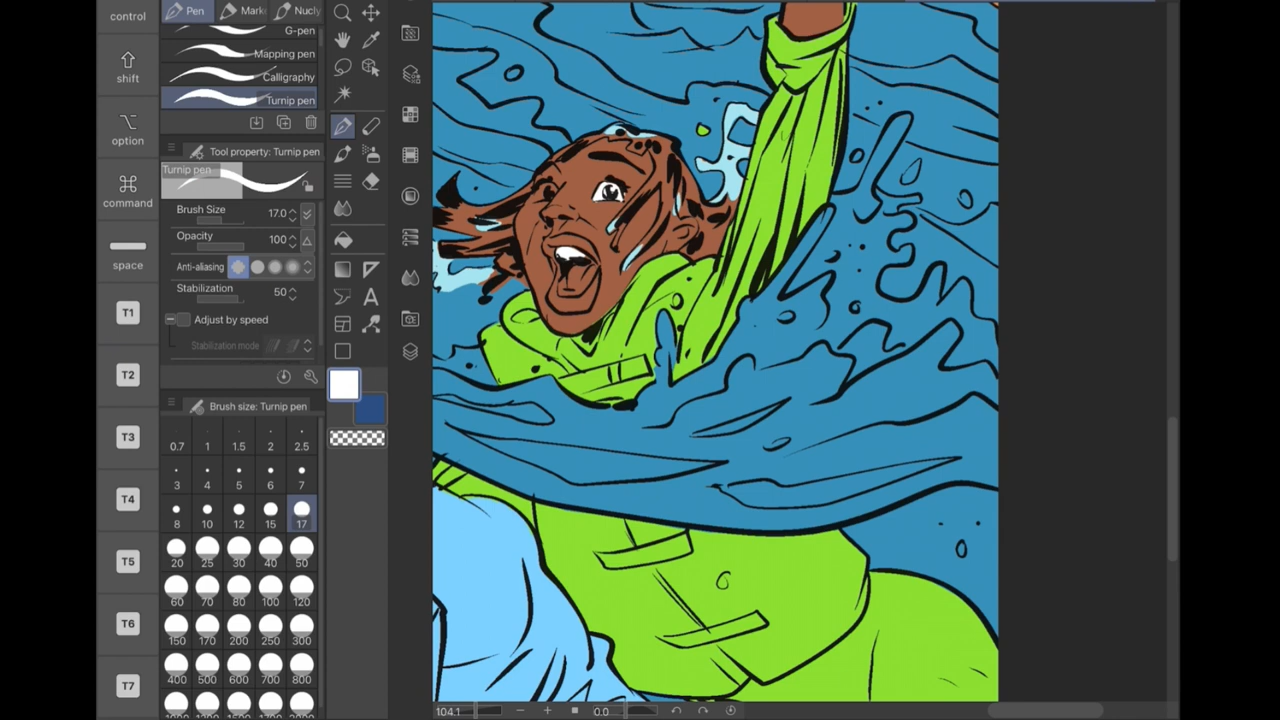 control
shift
option
command
space
T1
T2
T3
T4
T5
T6
T7
Pen
Mark
Nucly
G-pen
Mapping pen
Calligraphy
Turnip pen
Tool property: Turnip pen
Turnip pen
Brush Size 17.0
Opacity 100
Anti-aliasing
Stabilization 50
Adjust by speed
Stabilization mode
Brush size: Turnip pen
0.7 1 1.5 2 2.5
3 4 5 6 7
8 10 12 15 17
20 25 30 40 50
60 70 80 100 120
150 170 200 250 300
400 500 600 700 800
A
104.1
0.0